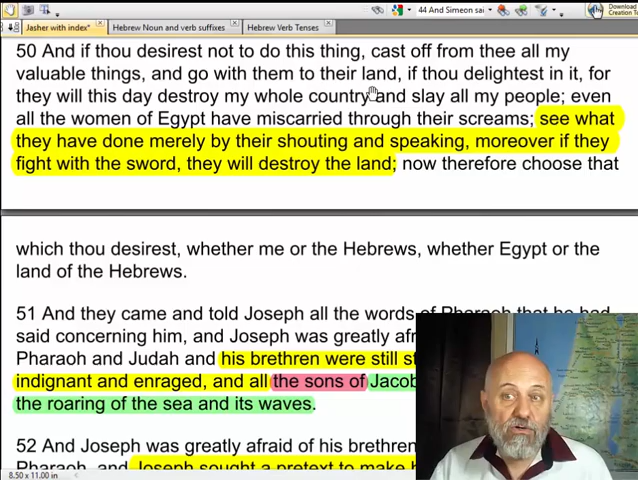 44 And Simeon sai
Download
Creation T
Jasher with index*
Hebrew Noun and verb suffixes
Hebrew Verb Tenses
50 And if thou desirest not to do this thing, cast off from thee all my
valuable things, and go with them to their land, if thou delightest in it, for
they will this day destroy my whole country and slay all my people; even
all the women of Egypt have miscarried through their screams; see what
they have done merely by their shouting and speaking, moreover if they
fight with the sword, they will destroy the land; now therefore choose that
which thou desirest, whether me or the Hebrews, whether Egypt or the
land of the Hebrews.
51 And they came and told Joseph all the words of Pharaoh that he had
said concerning him, and Joseph was greatly afr
Pharaoh and Judah and his brethren were still st
indignant and enraged, and all the sons of Jacob
the roaring of the sea and its waves.
52 And Joseph was greatly afraid of his brethren
Pharaoh, and Joseph sought a pretext to make h
8.50 x 11.00 in